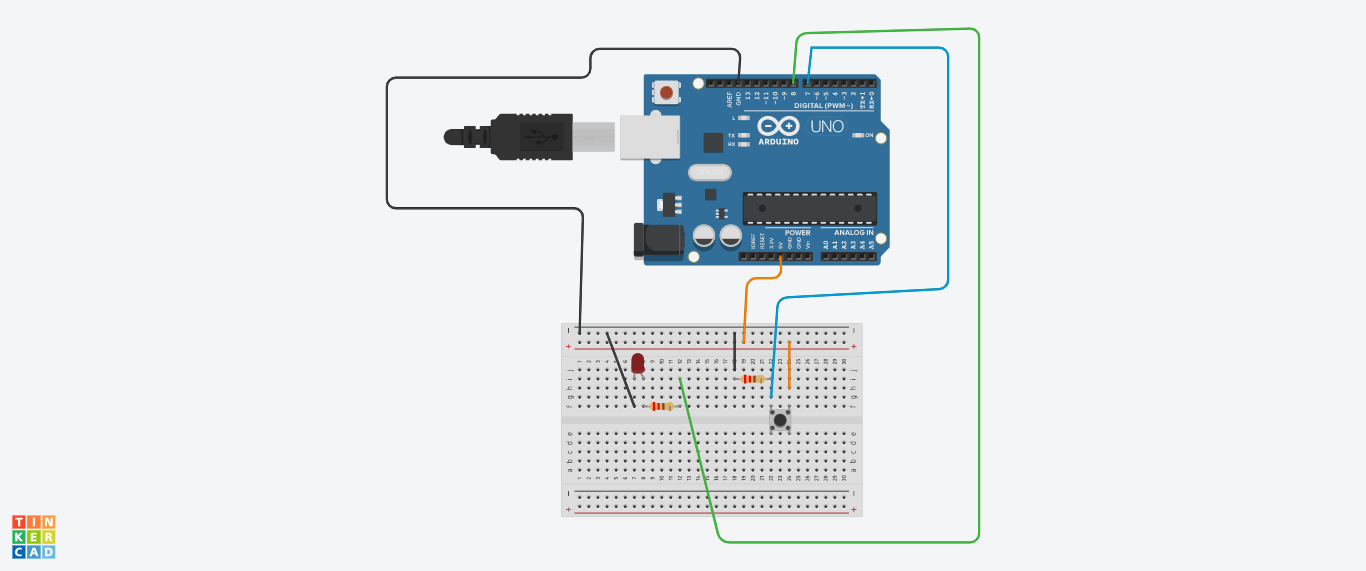 AREF
GND
13
12
~11
~10
~9
8
7
~6
~5
4
~3
2
TX→1
RX←0
DIGITAL (PWM~)
L
TX
RX
UNO
ARDUINO
ON
POWER
ANALOG IN
IOREF
RESET
3.3V
5V
GND
GND
Vin
A0
A1
A2
A3
A4
A5
TIN
KER
CAD